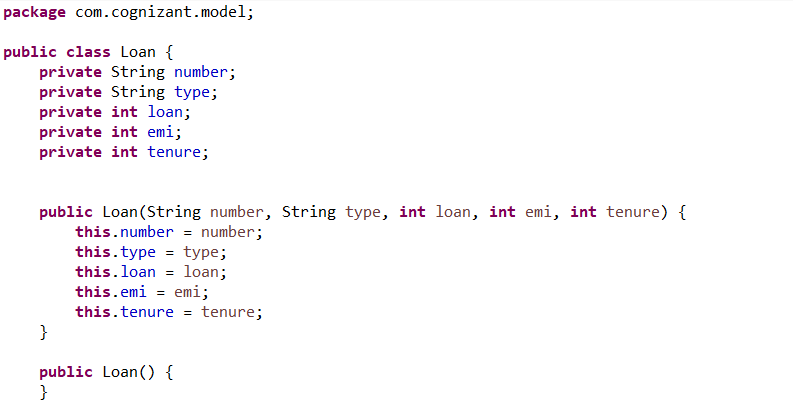 package com.cognizant.model;
public class Loan {
private String number;
private String type;
private int loan;
private int emi;
private int tenure;
public Loan(String number, String type, int loan, int emi, int tenure) {
this.number = number;
this.type = type;
this.loan = loan;
this.emi = emi;
this.tenure = tenure;
}
public Loan() {
}